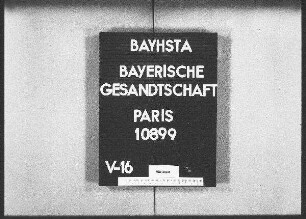 BAYHSTA
BAYERISCHE
GESANDTSCHAFT
PARIS
10899
V-16